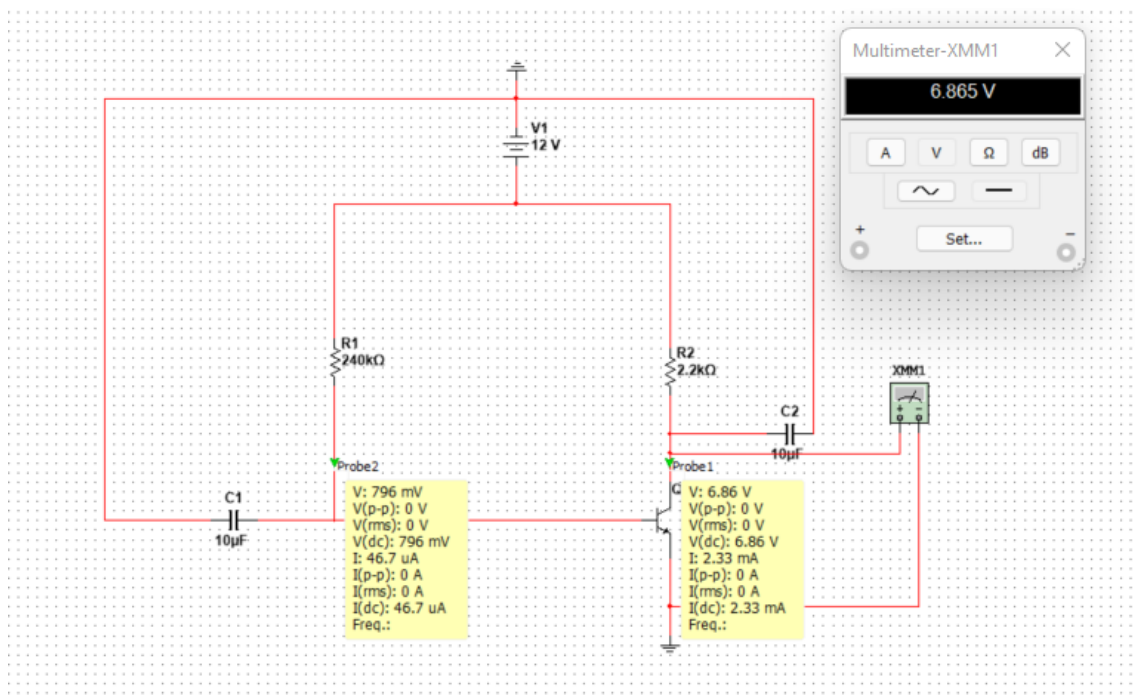 Multimeter-XMM1
6.865 V
A V Ω dB
+ −
Set...
V1
12 V
R1
240kΩ
R2
2.2kΩ
XMM1
+ −
C2
10µF
Probe2
Probe1
C1
10µF
V: 796 mV
V(p-p): 0 V
V(rms): 0 V
V(dc): 796 mV
I: 46.7 uA
I(p-p): 0 A
I(rms): 0 A
I(dc): 46.7 uA
Freq.:
Q
V: 6.86 V
V(p-p): 0 V
V(rms): 0 V
V(dc): 6.86 V
I: 2.33 mA
I(p-p): 0 A
I(rms): 0 A
I(dc): 2.33 mA
Freq.: